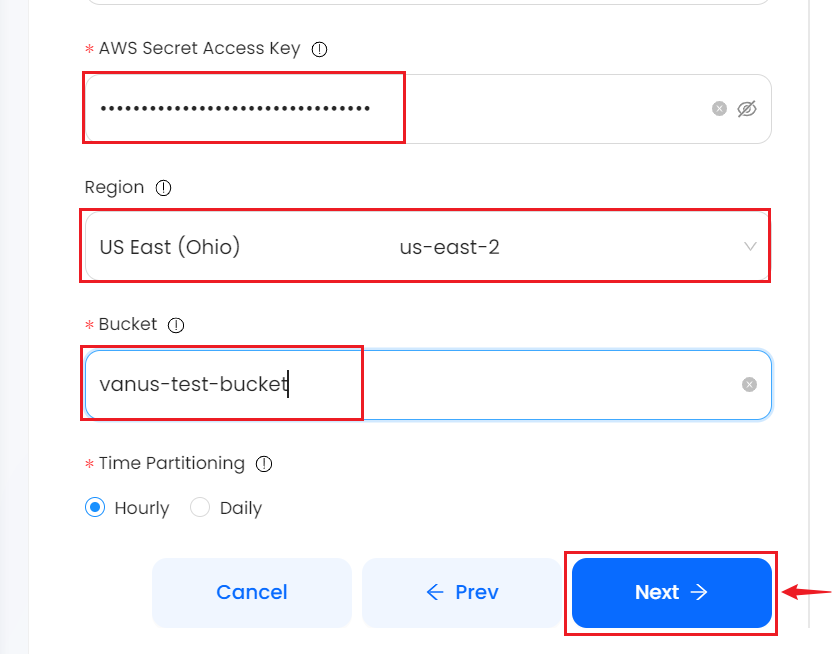 * AWS Secret Access Key
•••••••••••••••••••••••••••••••••
Region
US East (Ohio) us-east-2
* Bucket
vanus-test-bucket
* Time Partitioning
Hourly Daily
Cancel ← Prev Next →